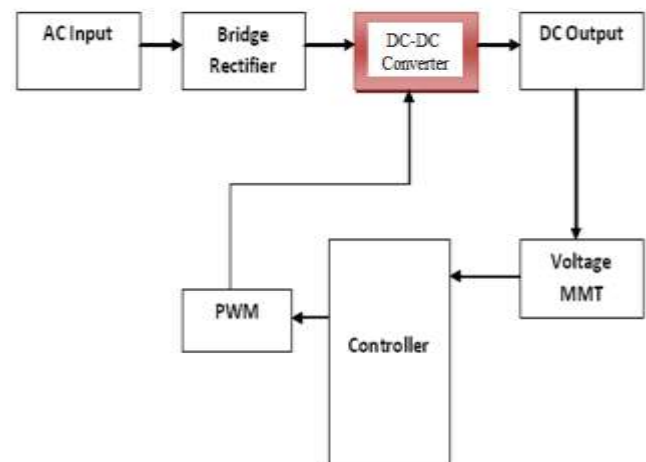 AC Input
Bridge
Rectifier
DC-DC
Converter
DC Output
Voltage
MMT
Controller
PWM